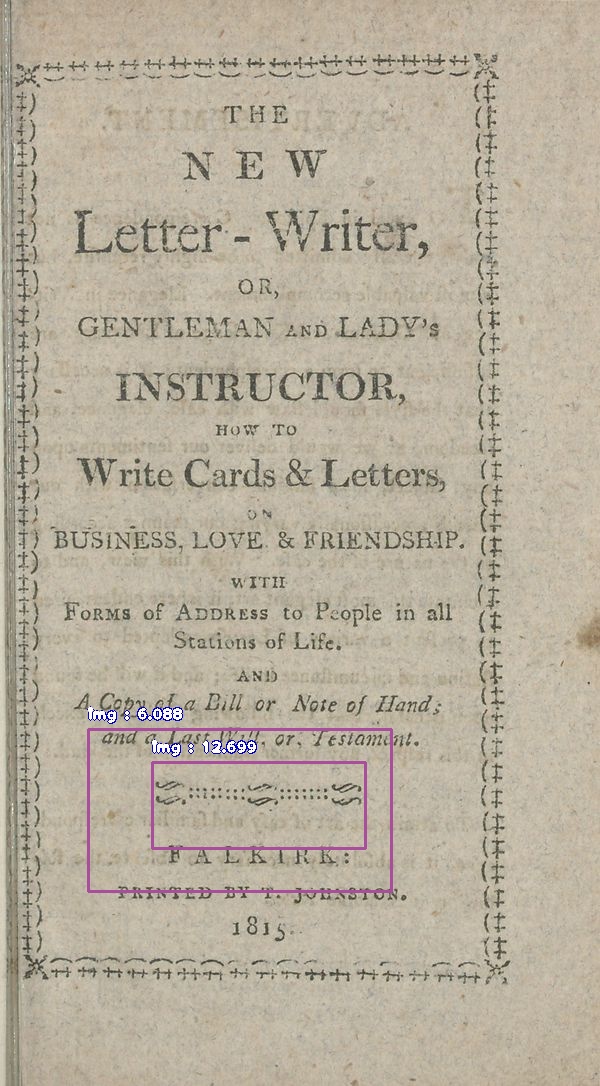 THE
NEW
Letter - Writer,
OR,
GENTLEMAN AND LADY's
INSTRUCTOR,
HOW TO
Write Cards & Letters,
ON
BUSINESS, LOVE & FRIENDSHIP.
WITH
FORMS of ADDRESS to People in all
Stations of Life.
AND
A Copy of a Bill or Note of Hand;
img : 6.088
and a Last Will, or, Testament.
img : 12.699
FALKIRK:
PRINTED BY T. JOHNSTON.
1815.